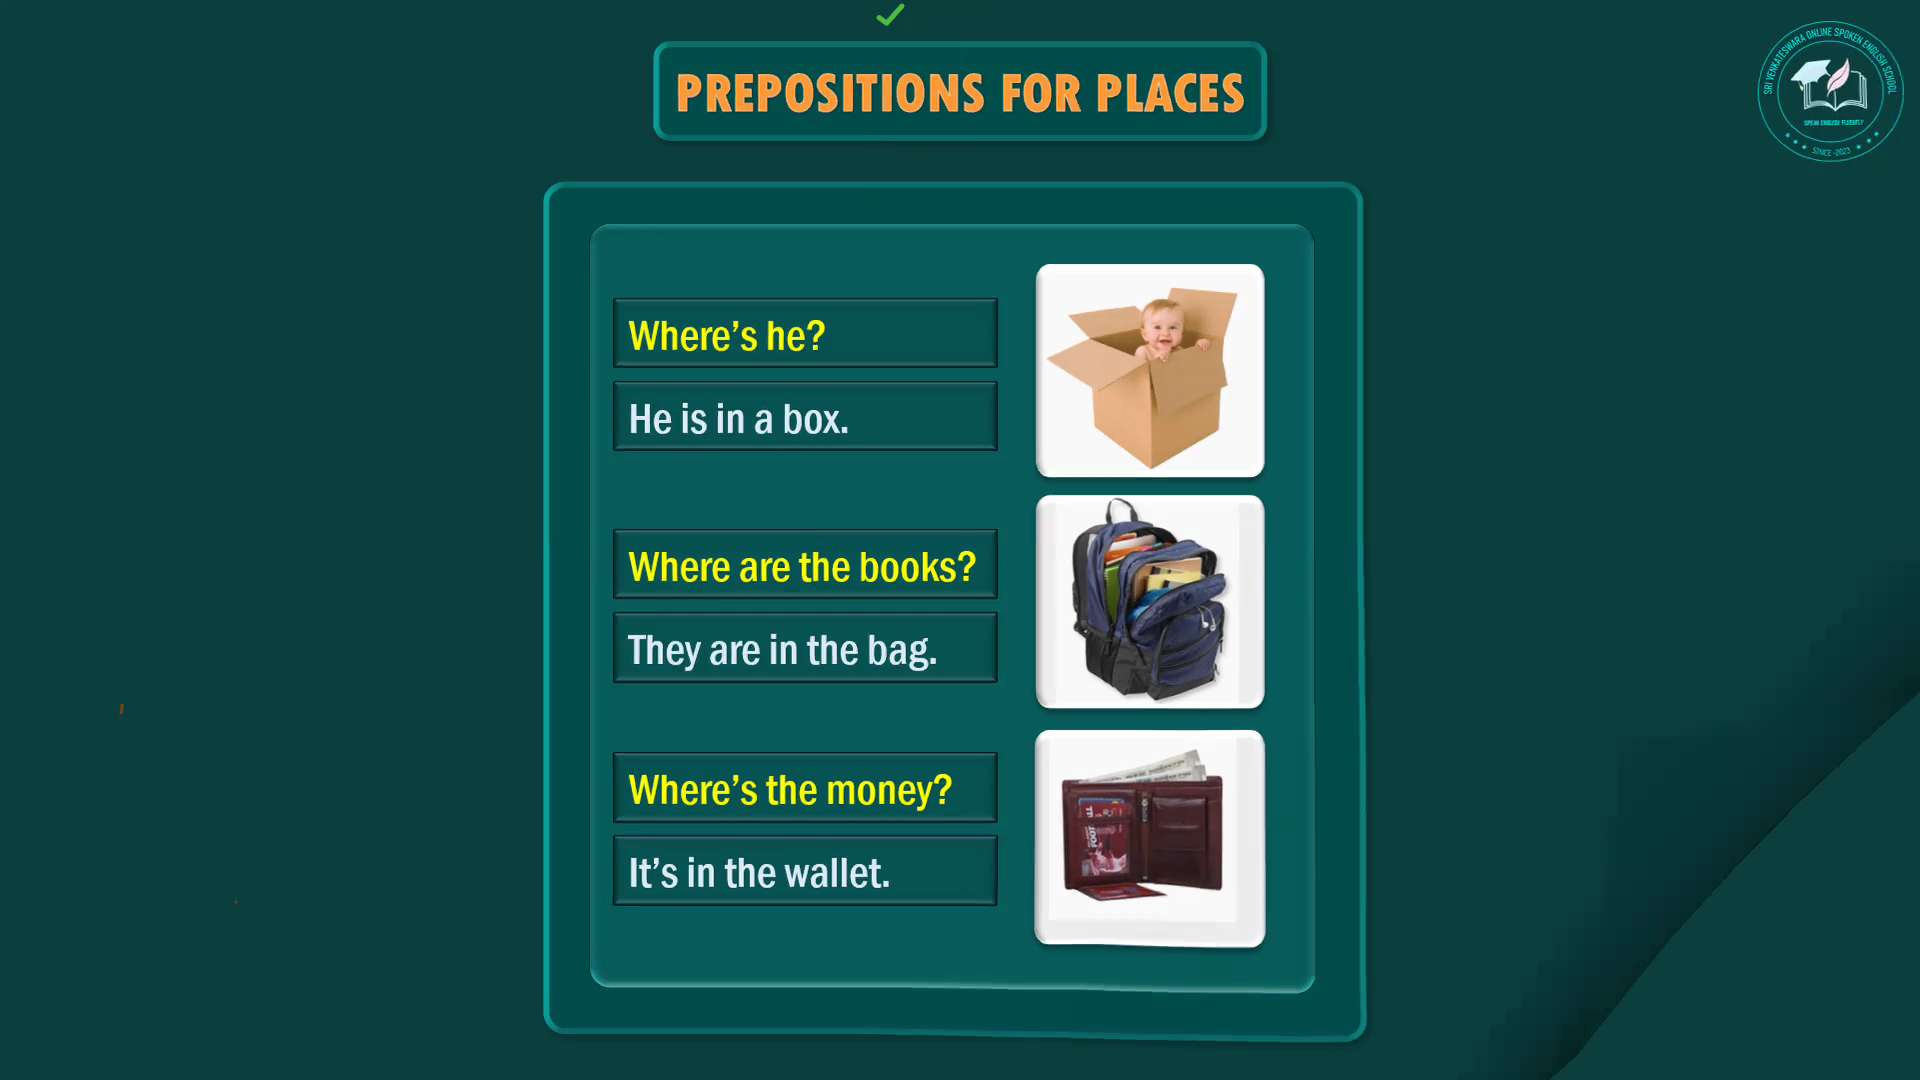 PREPOSITIONS FOR PLACES
SRI VENKATESWARA ONLINE SPOKEN ENGLISH SCHOOL
SPEAK ENGLISH FLUENTLY
SINCE -2023
Where's he?
He is in a box.
Where are the books?
They are in the bag.
Where's the money?
It's in the wallet.